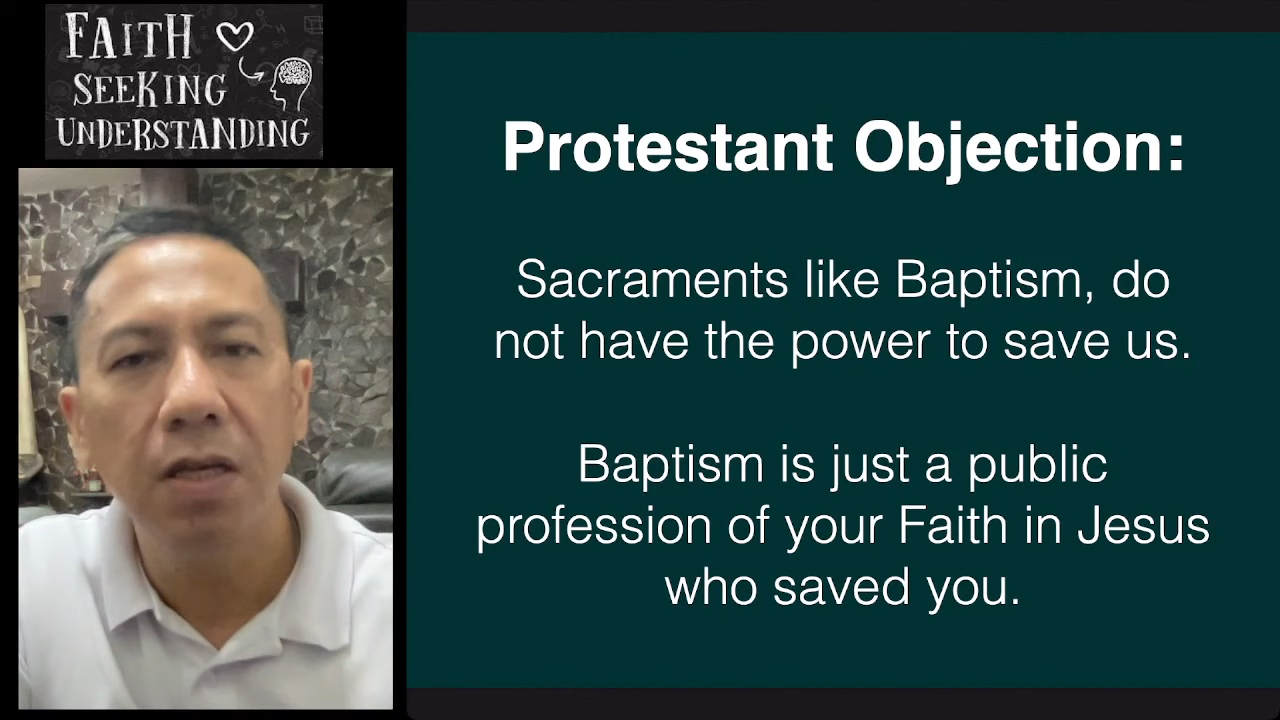 FAITH
SEEKING
UNDERSTANDING
Protestant Objection:
Sacraments like Baptism, do
not have the power to save us.
Baptism is just a public
profession of your Faith in Jesus
who saved you.